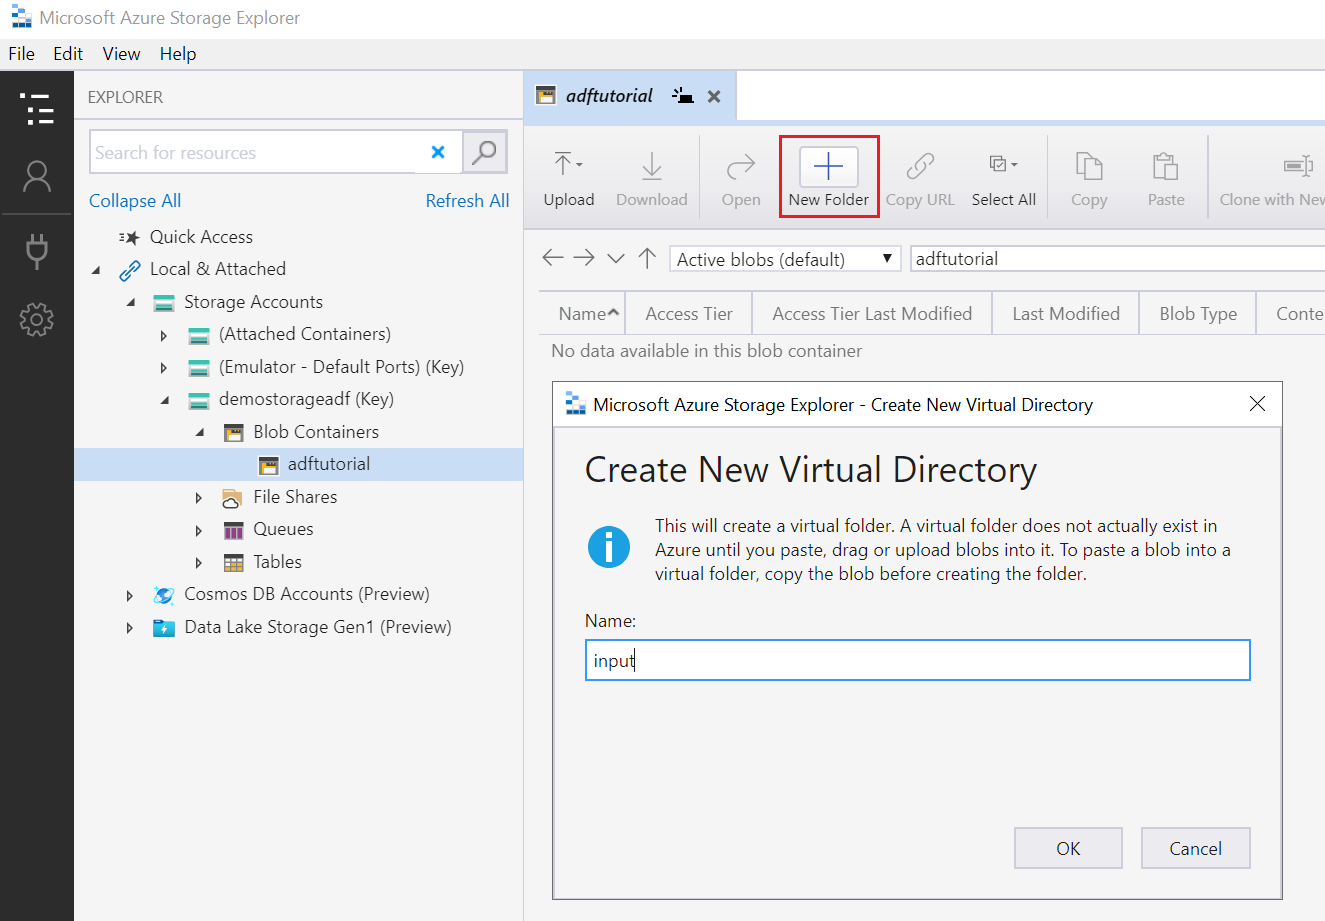 Microsoft Azure Storage Explorer
File Edit View Help
EXPLORER
Search for resources
Collapse All Refresh All
Quick Access
Local & Attached
Storage Accounts
(Attached Containers)
(Emulator - Default Ports) (Key)
demostorageadf (Key)
Blob Containers
adftutorial
File Shares
Queues
Tables
Cosmos DB Accounts (Preview)
Data Lake Storage Gen1 (Preview)
adftutorial
Upload Download Open New Folder Copy URL Select All Copy Paste Clone with New
Active blobs (default) adftutorial
Name Access Tier Access Tier Last Modified Last Modified Blob Type Conte
No data available in this blob container
Microsoft Azure Storage Explorer - Create New Virtual Directory
Create New Virtual Directory
This will create a virtual folder. A virtual folder does not actually exist in
Azure until you paste, drag or upload blobs into it. To paste a blob into a
virtual folder, copy the blob before creating the folder.
Name:
input
OK Cancel